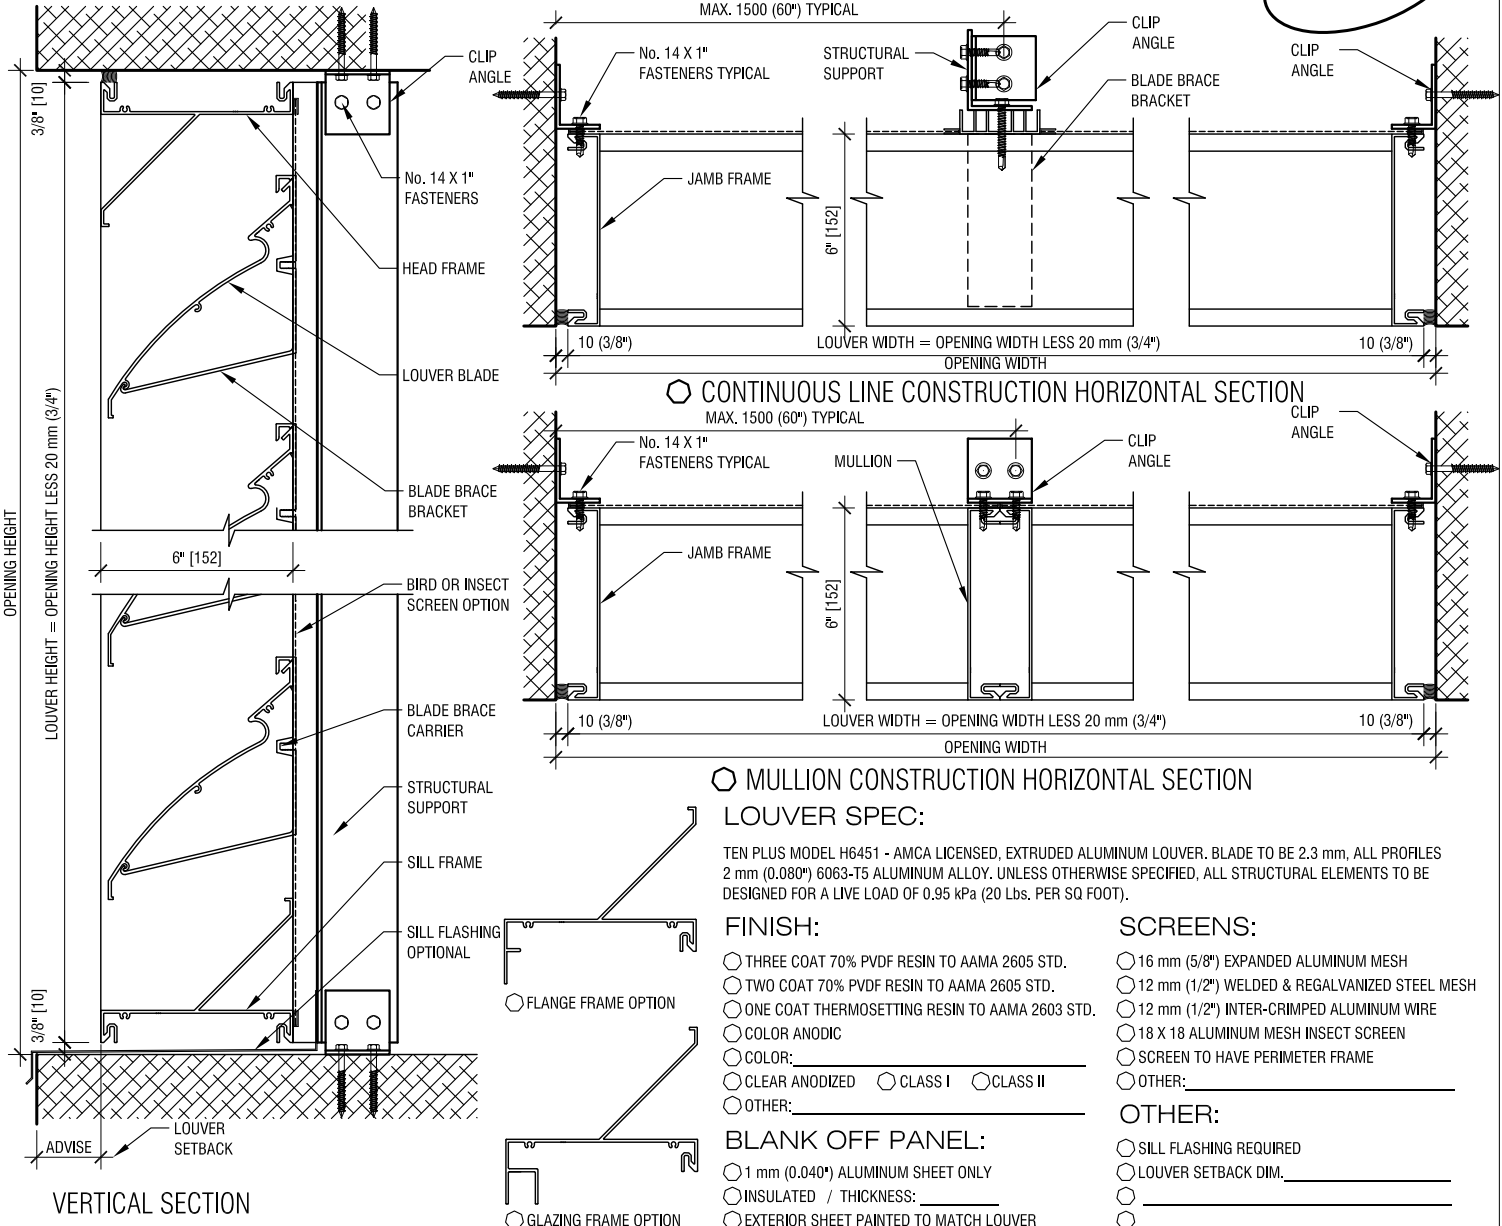 3/8" [10]
CLIP
ANGLE
No. 14 X 1"
FASTENERS
HEAD FRAME
LOUVER BLADE
BLADE BRACE
BRACKET
OPENING HEIGHT
LOUVER HEIGHT = OPENING HEIGHT LESS 20 mm (3/4")
6" [152]
BIRD OR INSECT
SCREEN OPTION
BLADE BRACE
CARRIER
STRUCTURAL
SUPPORT
SILL FRAME
SILL FLASHING
OPTIONAL
3/8" [10]
ADVISE
LOUVER
SETBACK
VERTICAL SECTION
MAX. 1500 (60") TYPICAL
No. 14 X 1"
FASTENERS TYPICAL
STRUCTURAL
SUPPORT
CLIP
ANGLE
BLADE BRACE
BRACKET
CLIP
ANGLE
JAMB FRAME
6" [152]
10 (3/8")
LOUVER WIDTH = OPENING WIDTH LESS 20 mm (3/4")
10 (3/8")
OPENING WIDTH
CONTINUOUS LINE CONSTRUCTION HORIZONTAL SECTION
MAX. 1500 (60") TYPICAL
No. 14 X 1"
FASTENERS TYPICAL
MULLION
CLIP
ANGLE
CLIP
ANGLE
JAMB FRAME
6" [152]
10 (3/8")
LOUVER WIDTH = OPENING WIDTH LESS 20 mm (3/4")
10 (3/8")
OPENING WIDTH
MULLION CONSTRUCTION HORIZONTAL SECTION
FLANGE FRAME OPTION
GLAZING FRAME OPTION
LOUVER SPEC:
TEN PLUS MODEL H6451 - AMCA LICENSED, EXTRUDED ALUMINUM LOUVER. BLADE TO BE 2.3 mm, ALL PROFILES
2 mm (0.080") 6063-T5 ALUMINUM ALLOY. UNLESS OTHERWISE SPECIFIED, ALL STRUCTURAL ELEMENTS TO BE
DESIGNED FOR A LIVE LOAD OF 0.95 kPa (20 Lbs. PER SQ FOOT).
FINISH:
THREE COAT 70% PVDF RESIN TO AAMA 2605 STD.
TWO COAT 70% PVDF RESIN TO AAMA 2605 STD.
ONE COAT THERMOSETTING RESIN TO AAMA 2603 STD.
COLOR ANODIC
COLOR:
CLEAR ANODIZED CLASS I CLASS II
OTHER:
BLANK OFF PANEL:
1 mm (0.040") ALUMINUM SHEET ONLY
INSULATED / THICKNESS:
EXTERIOR SHEET PAINTED TO MATCH LOUVER
SCREENS:
16 mm (5/8") EXPANDED ALUMINUM MESH
12 mm (1/2") WELDED & REGALVANIZED STEEL MESH
12 mm (1/2") INTER-CRIMPED ALUMINUM WIRE
18 X 18 ALUMINUM MESH INSECT SCREEN
SCREEN TO HAVE PERIMETER FRAME
OTHER:
OTHER:
SILL FLASHING REQUIRED
LOUVER SETBACK DIM.